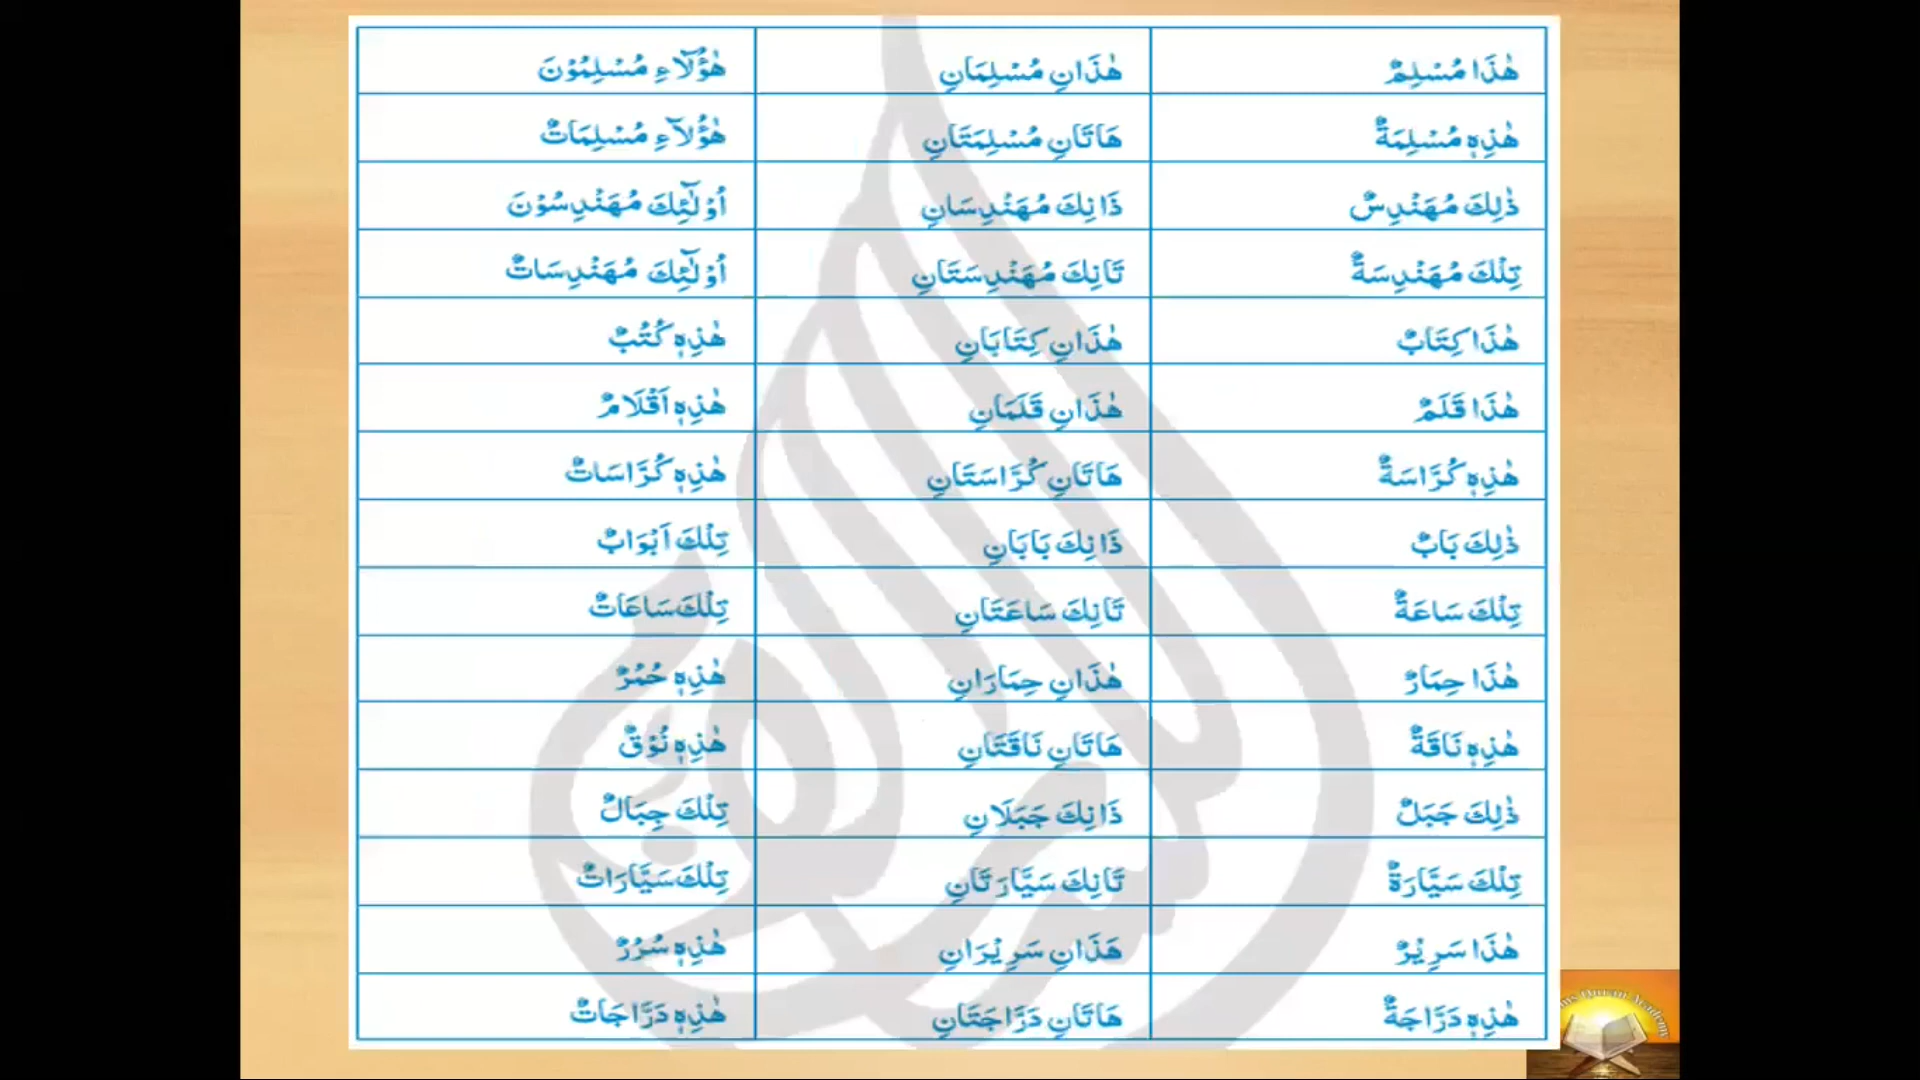 هٰذَا مُسْلِمٌ هٰذَانِ مُسْلِمَانِ هٰؤُلَآءِ مُسْلِمُوْنَ
هٰذِهٖ مُسْلِمَةٌ هَاتَانِ مُسْلِمَتَانِ هٰؤُلَآءِ مُسْلِمَاتٌ
ذٰلِكَ مُهَنْدِسٌ ذَانِكَ مُهَنْدِسَانِ اُوْلٰٓئِكَ مُهَنْدِسُوْنَ
تِلْكَ مُهَنْدِسَةٌ تَانِكَ مُهَنْدِسَتَانِ اُوْلٰٓئِكَ مُهَنْدِسَاتٌ
هٰذَا كِتَابٌ هٰذَانِ كِتَابَانِ هٰذِهٖ كُتُبٌ
هٰذَا قَلَمٌ هٰذَانِ قَلَمَانِ هٰذِهٖ اَقْلَامٌ
هٰذِهٖ كُرَّاسَةٌ هَاتَانِ كُرَّاسَتَانِ هٰذِهٖ كُرَّاسَاتٌ
ذٰلِكَ بَابٌ ذَانِكَ بَابَانِ تِلْكَ اَبْوَابٌ
تِلْكَ سَاعَةٌ تَانِكَ سَاعَتَانِ تِلْكَ سَاعَاتٌ
هٰذَا حِمَارٌ هٰذَانِ حِمَارَانِ هٰذِهٖ حُمُرٌ
هٰذِهٖ نَاقَةٌ هَاتَانِ نَاقَتَانِ هٰذِهٖ نُوْقٌ
ذٰلِكَ جَبَلٌ ذَانِكَ جَبَلَانِ تِلْكَ جِبَالٌ
تِلْكَ سَيَّارَةٌ تَانِكَ سَيَّارَتَانِ تِلْكَ سَيَّارَاتٌ
هٰذَا سَرِيْرٌ هَذَانِ سَرِيْرَانِ هٰذِهٖ سُرُرٌ
هٰذِهٖ دَرَّاجَةٌ هَاتَانِ دَرَّاجَتَانِ هٰذِهٖ دَرَّاجَاتٌ
Quran Academy